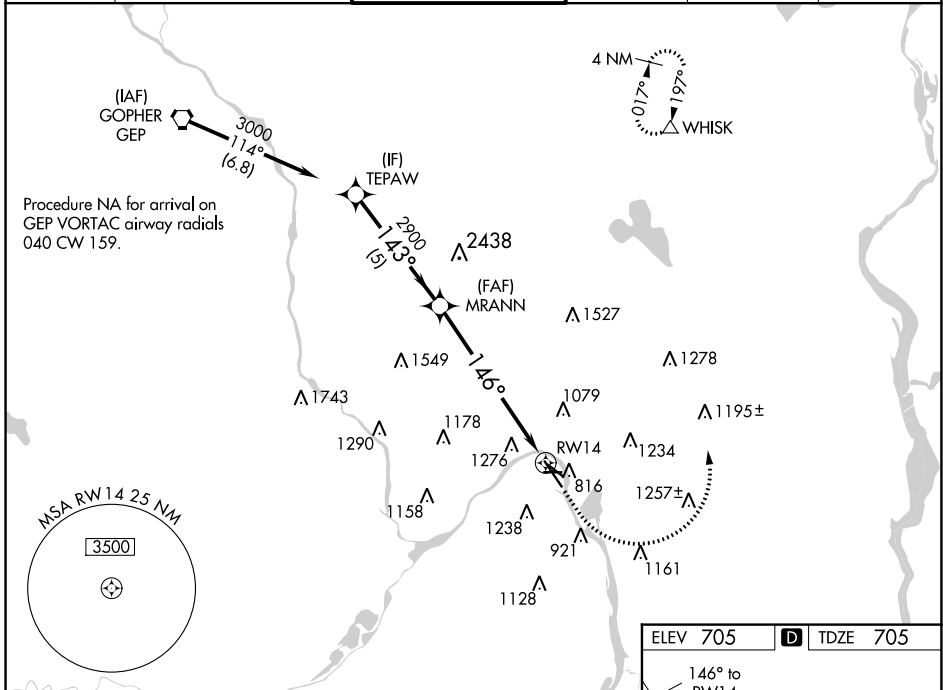 4 NM
017°
197°
WHISK
(IAF)
GOPHER
GEP
3000
114°
(6.8)
(IF)
TEPAW
Procedure NA for arrival on
GEP VORTAC airway radials
040 CW 159.
2900
143°
(5)
2438
(FAF)
MRANN
1527
1549
1278
146°
1743
1079
1195±
1290
1178
1276
RW14
1234
816
1158
1257±
1238
921
1161
1128
MSA RW14 25 NM
3500
ELEV 705 D TDZE 705
146° to
RW14